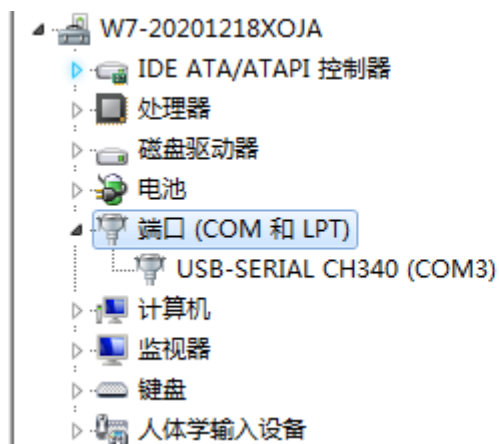 W7-20201218XOJA
IDE ATA/ATAPI 控制器
处理器
磁盘驱动器
电池
端口 (COM 和 LPT)
USB-SERIAL CH340 (COM3)
计算机
监视器
键盘
人体学输入设备